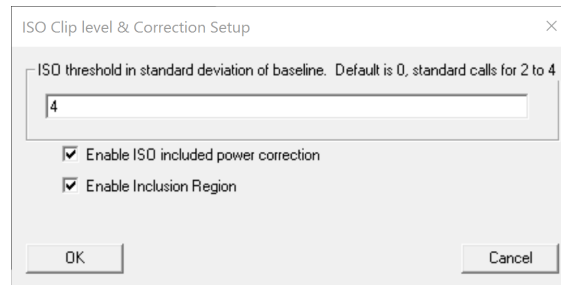 ISO Clip level & Correction Setup
ISO threshold in standard deviation of baseline.  Default is 0, standard calls for 2 to 4
4
Enable ISO included power correction
Enable Inclusion Region
OK
Cancel